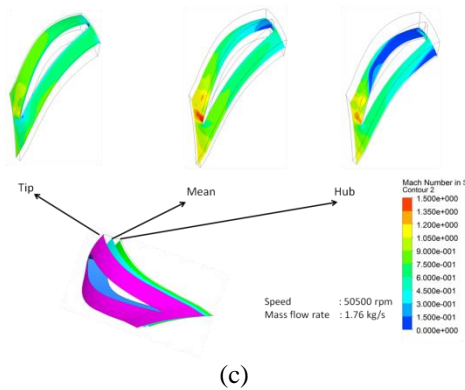 Tip
Mean
Hub
Mach Number in S
Contour 2
1.500e+000
1.350e+000
1.200e+000
1.050e+000
9.000e-001
7.500e-001
6.000e-001
4.500e-001
3.000e-001
1.500e-001
0.000e+000
Speed : 50500 rpm
Mass flow rate : 1.76 kg/s
(c)